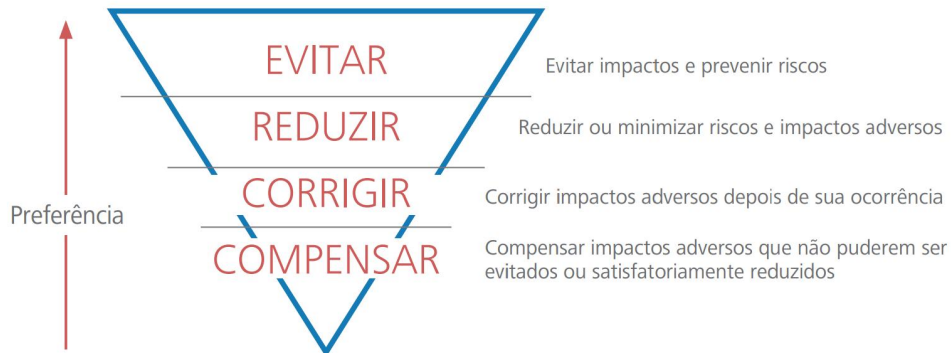 EVITAR
Evitar impactos e prevenir riscos
REDUZIR
Reduzir ou minimizar riscos e impactos adversos
CORRIGIR
Corrigir impactos adversos depois de sua ocorrência
Preferência
COMPENSAR
Compensar impactos adversos que não puderem ser
evitados ou satisfatoriamente reduzidos